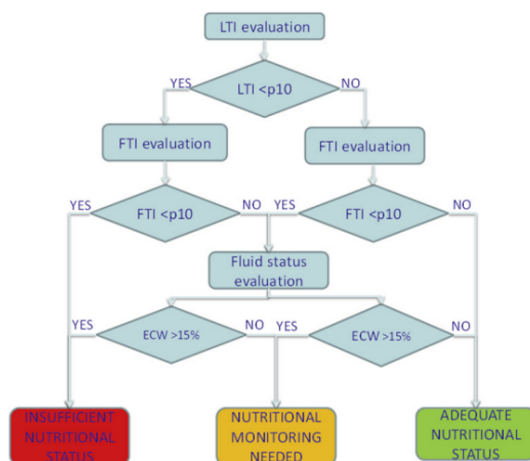 LTI evaluation
YES
LTI <p10
NO
FTI evaluation
FTI evaluation
YES
FTI <p10
NO
YES
FTI <p10
NO
Fluid status
evaluation
YES
ECW >15%
NO
YES
ECW >15%
NO
INSUFFICIENT
NUTRITIONAL
STATUS
NUTRITIONAL
MONITORING
NEEDED
ADEQUATE
NUTRITIONAL
STATUS